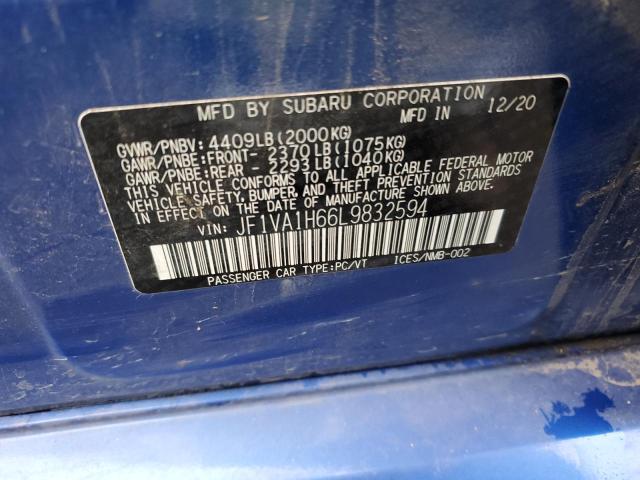 MFD BY SUBARU CORPORATION
MFD IN 12/20
GVWR/PNBV: 4409LB(2000KG)
GAWR/PNBE:FRONT- 2370LB(1075KG)
GAWR/PNBE:REAR - 2293LB(1040KG)
THIS VEHICLE CONFORMS TO ALL APPLICABLE FEDERAL MOTOR
VEHICLE SAFETY, BUMPER, AND THEFT PREVENTION STANDARDS
IN EFFECT ON THE DATE OF MANUFACTURE SHOWN ABOVE.
VIN: JF1VA1H66L9832594
PASSENGER CAR TYPE:PC/VT ICES/NMB-002